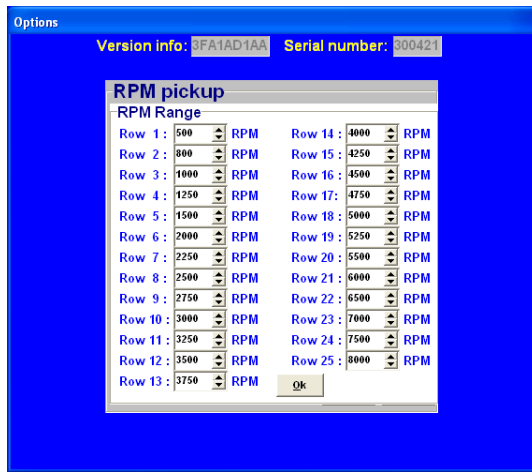 Options
Version info: 3FA1AD1AA Serial number: 300421
RPM pickup
RPM Range
Row 1 : 500 RPM
Row 2 : 800 RPM
Row 3 : 1000 RPM
Row 4 : 1250 RPM
Row 5 : 1500 RPM
Row 6 : 2000 RPM
Row 7 : 2250 RPM
Row 8 : 2500 RPM
Row 9 : 2750 RPM
Row 10 : 3000 RPM
Row 11 : 3250 RPM
Row 12 : 3500 RPM
Row 13 : 3750 RPM
Row 14 : 4000 RPM
Row 15 : 4250 RPM
Row 16 : 4500 RPM
Row 17: 4750 RPM
Row 18 : 5000 RPM
Row 19 : 5250 RPM
Row 20 : 5500 RPM
Row 21 : 6000 RPM
Row 22 : 6500 RPM
Row 23 : 7000 RPM
Row 24 : 7500 RPM
Row 25 : 8000 RPM
Ok